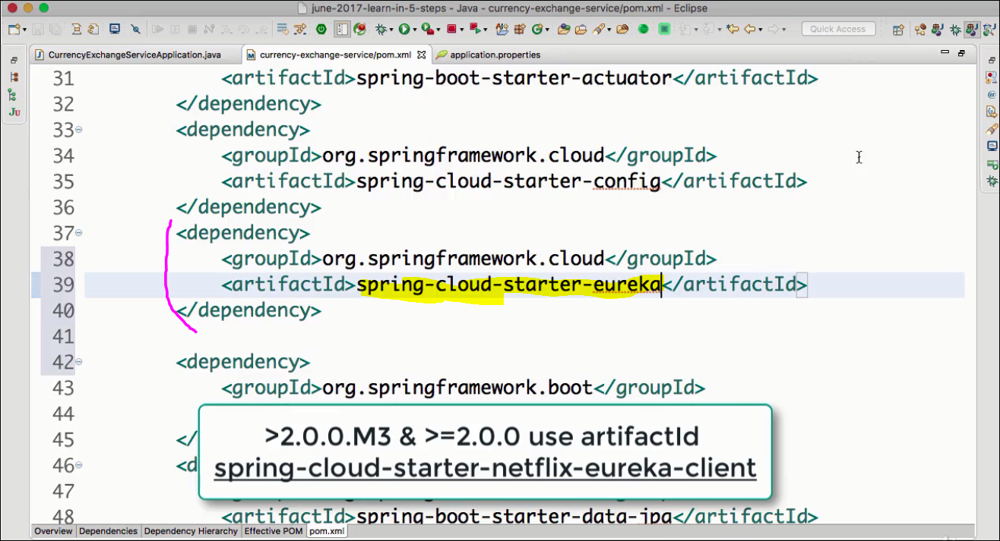 june-2017-learn-in-5-steps - Java - currency-exchange-service/pom.xml - Eclipse
Quick Access
CurrencyExchangeServiceApplication.java
currency-exchange-service/pom.xml
application.properties
31 <artifactId>spring-boot-starter-actuator</artifactId>
32 </dependency>
33 <dependency>
34 <groupId>org.springframework.cloud</groupId>
35 <artifactId>spring-cloud-starter-config</artifactId>
36 </dependency>
37 <dependency>
38 <groupId>org.springframework.cloud</groupId>
39 <artifactId>spring-cloud-starter-eureka</artifactId>
40 </dependency>
41
42 <dependency>
43 <groupId>org.springframework.boot</groupId>
44
45 </
46 <d
47
48 <artifactId>spring-boot-starter-data-jpa</artifactId>
>2.0.0.M3 & >=2.0.0 use artifactId
spring-cloud-starter-netflix-eureka-client
Overview Dependencies Dependency Hierarchy Effective POM pom.xml